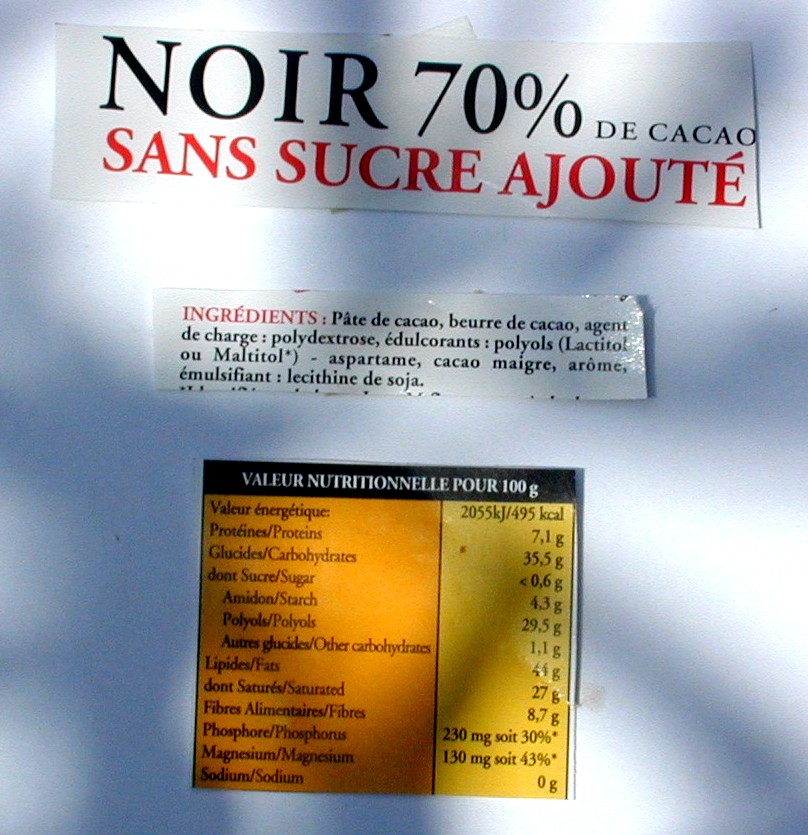 NOIR 70% DE CACAO
SANS SUCRE AJOUTÉ
INGRÉDIENTS : Pâte de cacao, beurre de cacao, agent
de charge : polydextrose, édulcorants : polyols (Lactitol
ou Maltitol*) - aspartame, cacao maigre, arôme,
émulsifiant : lecithine de soja.
VALEUR NUTRITIONNELLE POUR 100 g
Valeur énergétique: 2055kJ/495 kcal
Protéines/Proteins 7,1 g
Glucides/Carbohydrates 35,5 g
dont Sucre/Sugar < 0,6 g
Amidon/Starch 4,3 g
Polyols/Polyols 29,5 g
Autres glucides/Other carbohydrates 1,1 g
Lipides/Fats 44 g
dont Saturés/Saturated 27 g
Fibres Alimentaires/Fibres 8,7 g
Phosphore/Phosphorus 230 mg soit 30%*
Magnesium/Magnesium 130 mg soit 43%*
Sodium/Sodium 0 g